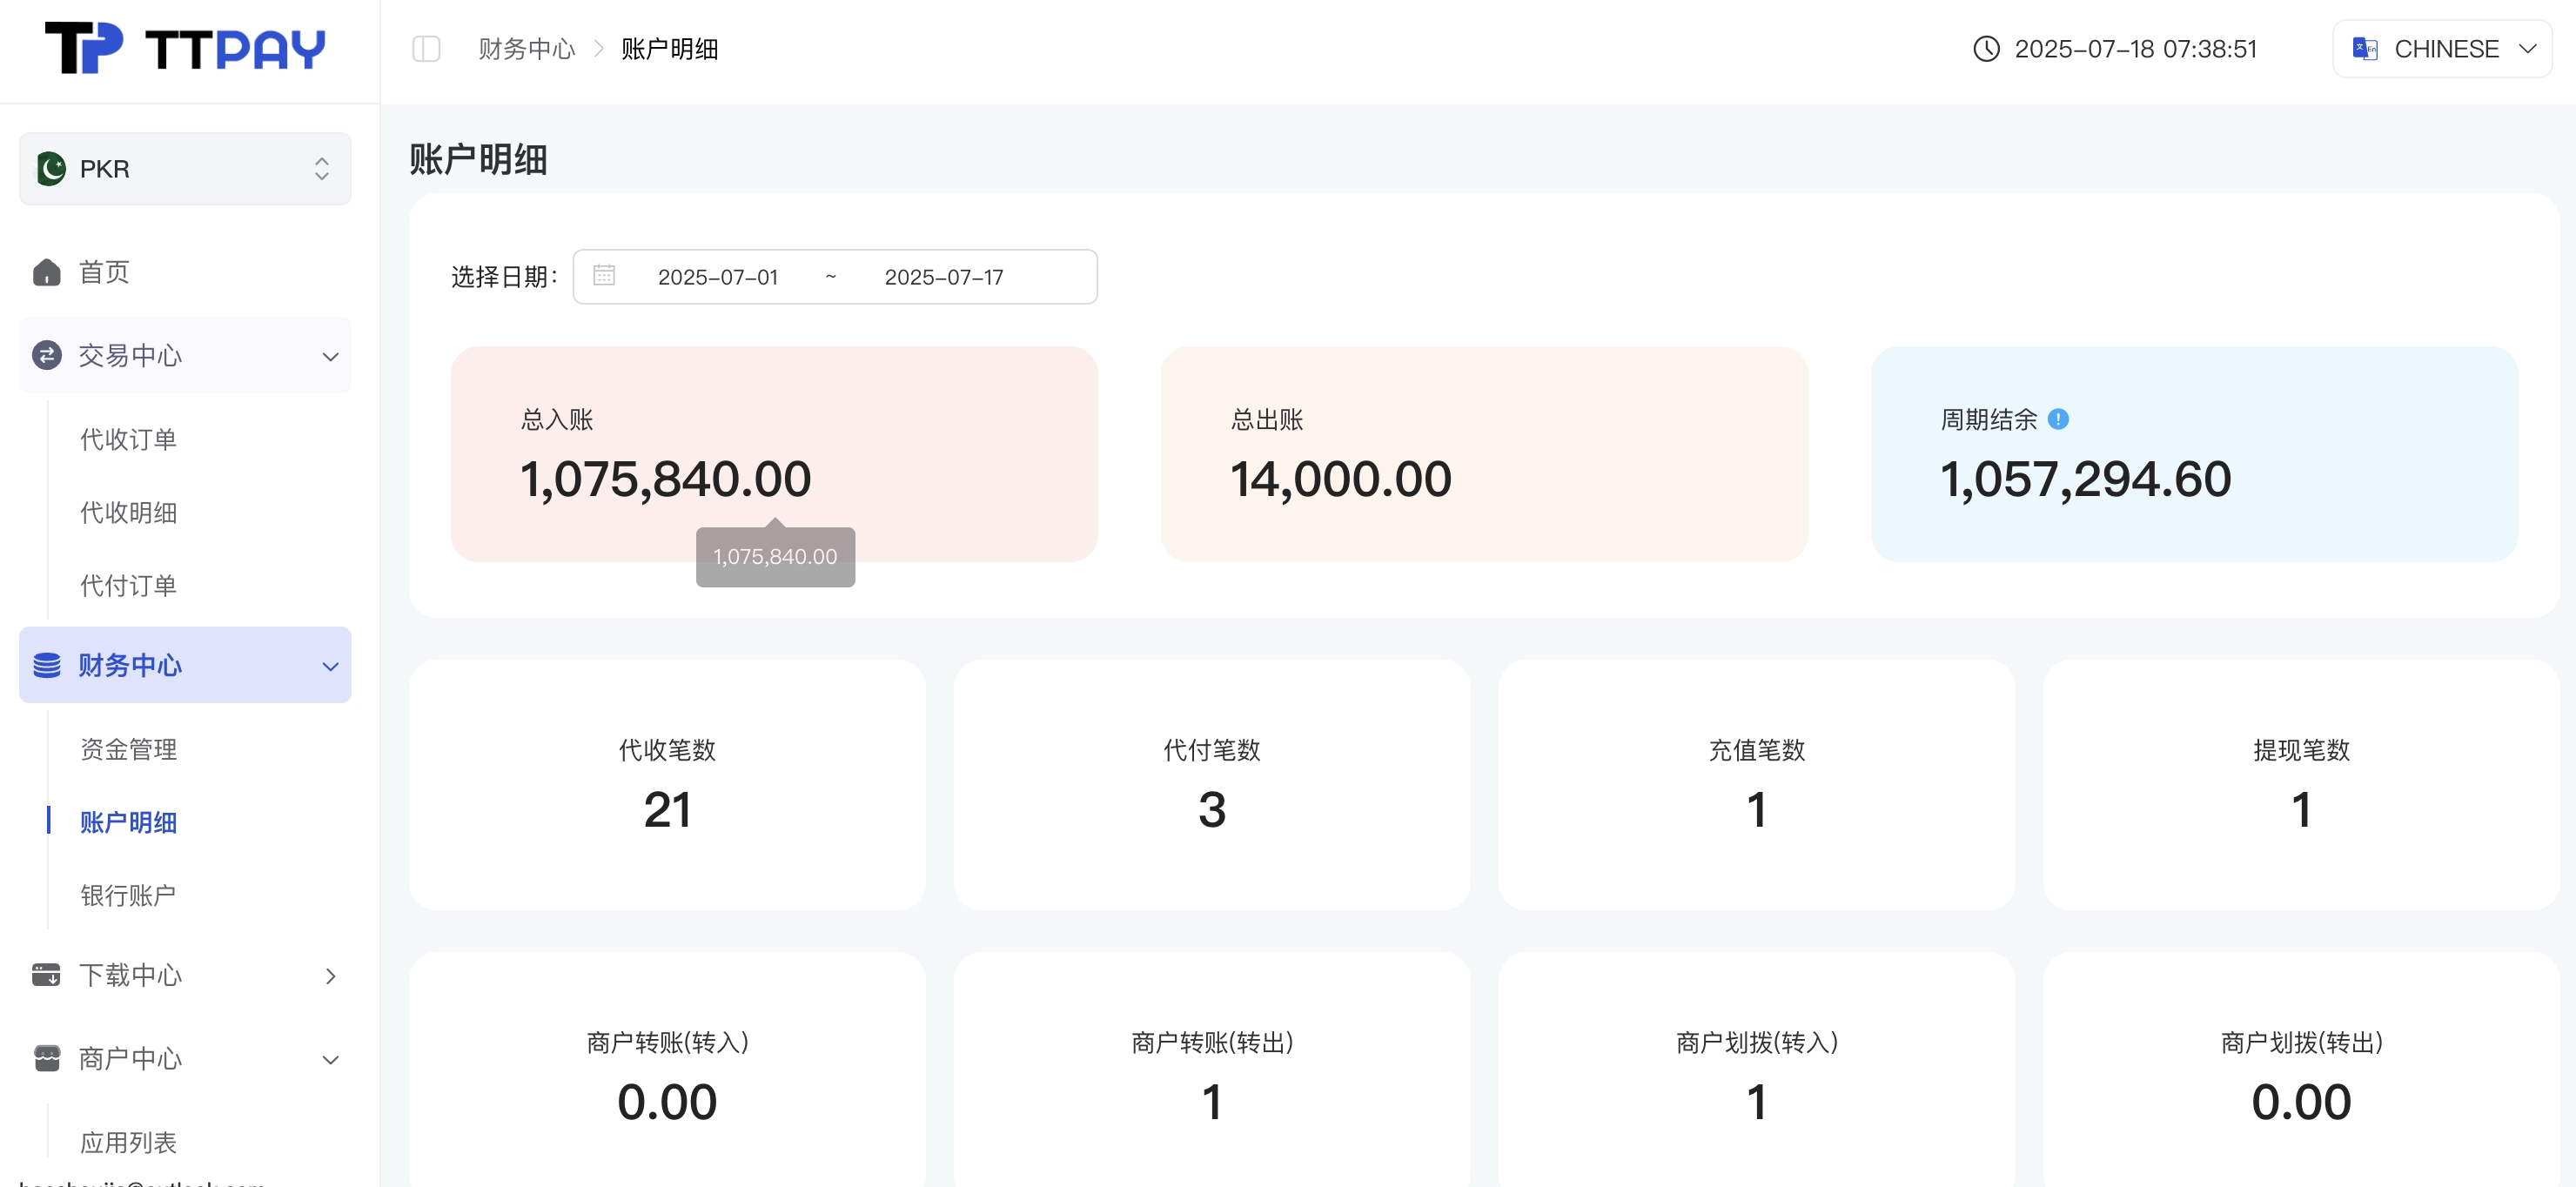 TP TTPAY
财务中心 > 账户明细
2025-07-18 07:38:51
CHINESE
PKR
首页
交易中心
代收订单
代收明细
代付订单
财务中心
资金管理
账户明细
银行账户
下载中心
商户中心
应用列表
账户明细
选择日期：
2025-07-01 ~ 2025-07-17
总入账
1,075,840.00
1,075,840.00
总出账
14,000.00
周期结余
1,057,294.60
代收笔数
21
代付笔数
3
充值笔数
1
提现笔数
1
商户转账(转入)
0.00
商户转账(转出)
1
商户划拨(转入)
1
商户划拨(转出)
0.00